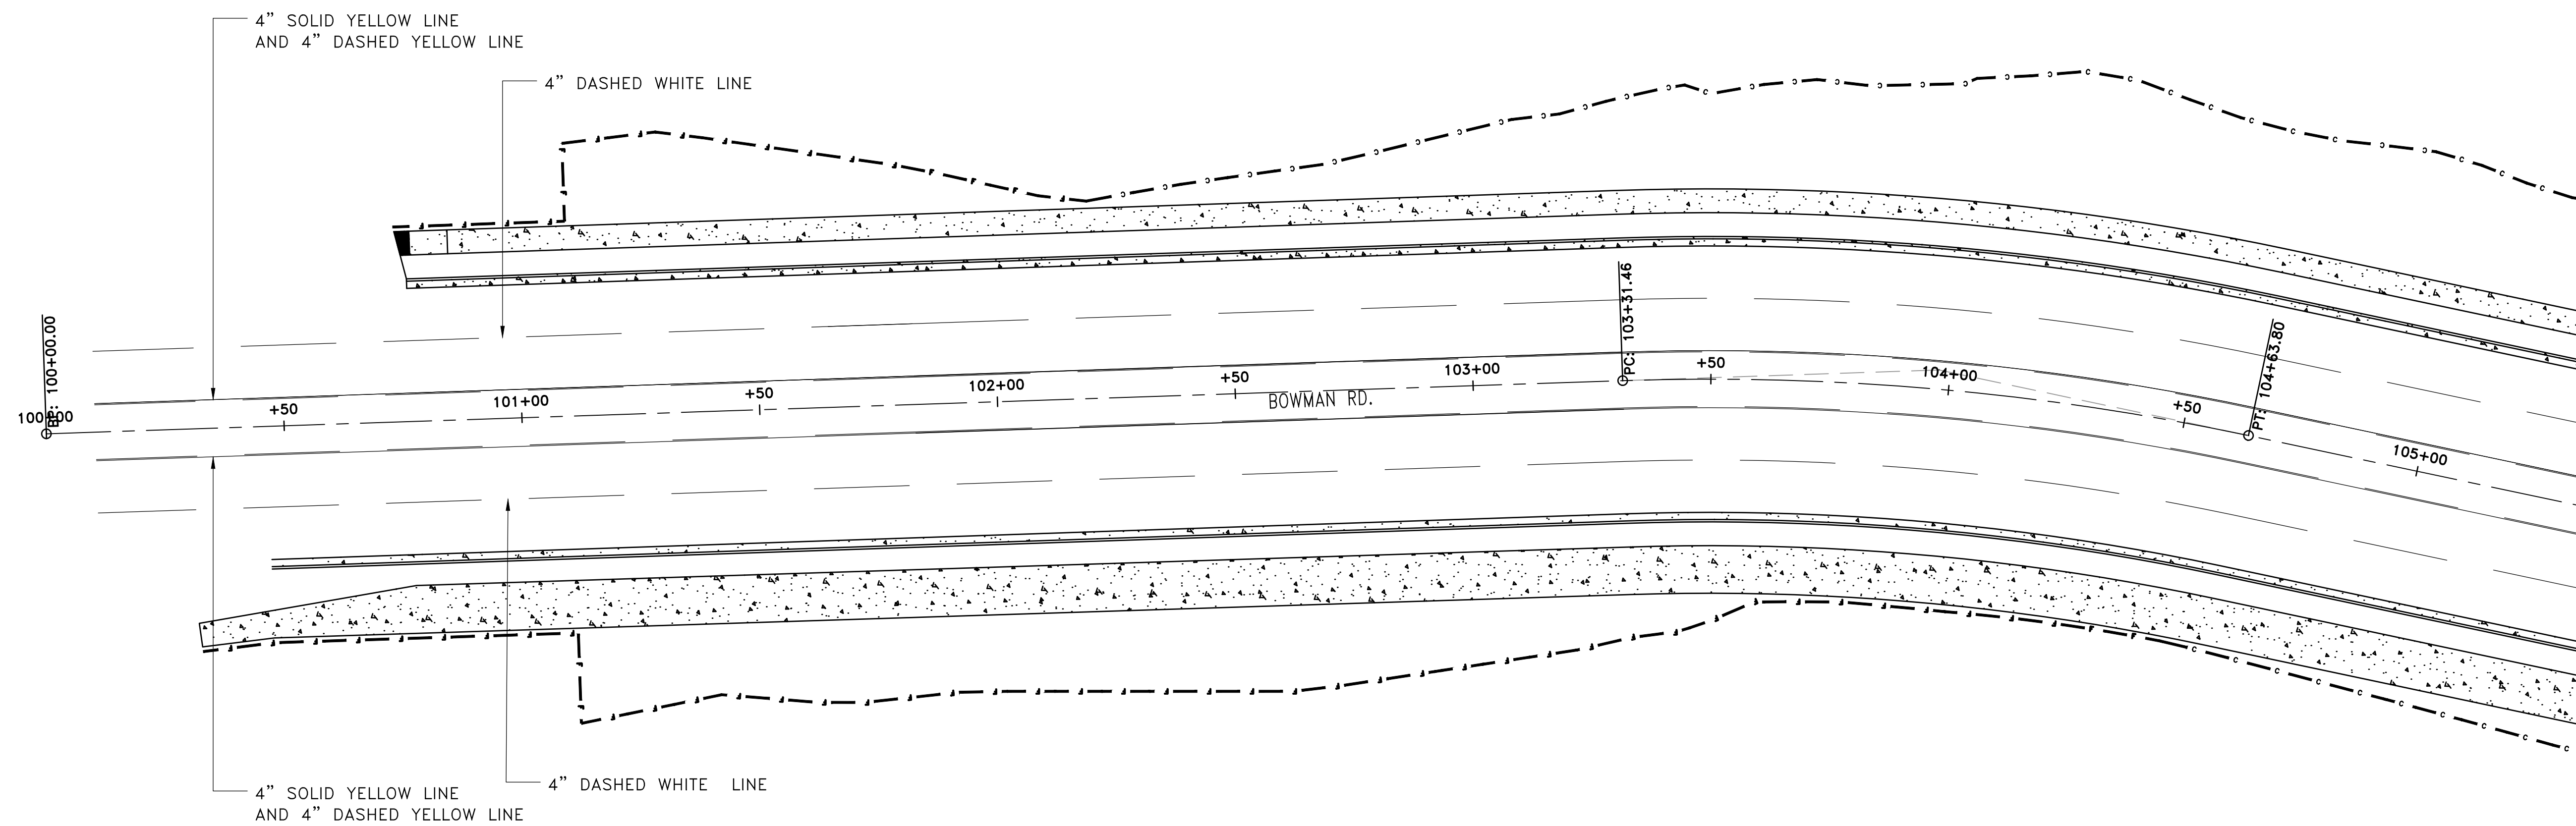 4” SOLID YELLOW LINE
AND 4” DASHED YELLOW LINE
4” DASHED WHITE LINE
BP: 100+00.00
100+00
+50
101+00
+50
102+00
+50
BOWMAN RD.
103+00
PC: 103+31.46
+50
104+00
+50
PT: 104+63.80
105+00
4” DASHED WHITE LINE
4” SOLID YELLOW LINE
AND 4” DASHED YELLOW LINE